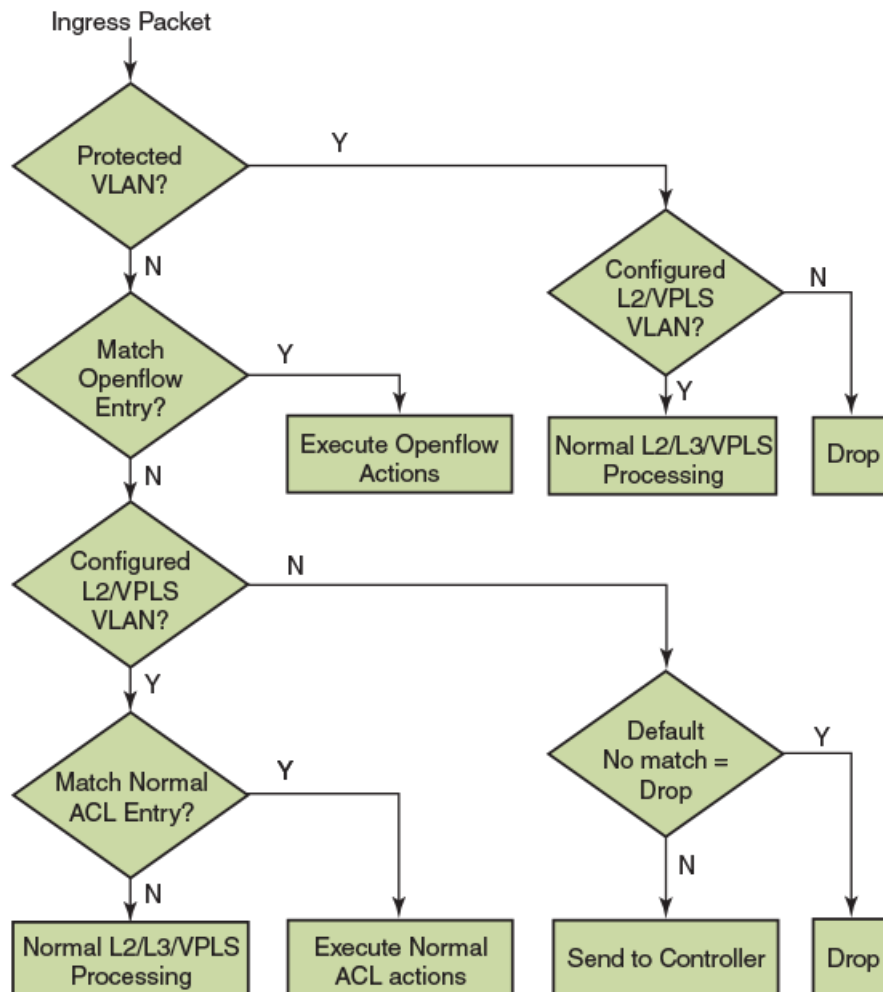 Ingress Packet
Protected
VLAN?
Y
N
Configured
L2/VPLS
VLAN?
N
Y
Match
Openflow
Entry?
Y
N
Execute Openflow
Actions
Normal L2/L3/VPLS
Processing
Drop
Configured
L2/VPLS
VLAN?
N
Y
Default
No match =
Drop
Y
N
Match Normal
ACL Entry?
Y
N
Normal L2/L3/VPLS
Processing
Execute Normal
ACL actions
Send to Controller
Drop